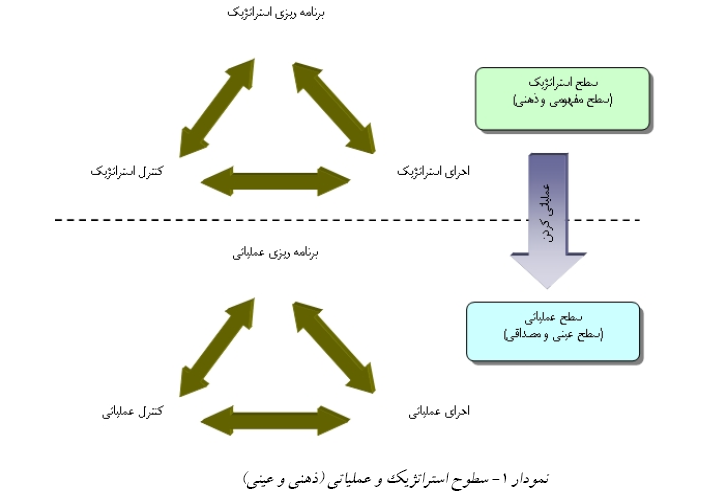 برنامه ریزی استراتژیک
سطح استراتژیک
(سطح مفهومی و ذهنی)
کنترل استراتژیک
اجرای استراتژیک
عملیاتی کردن
برنامه ریزی عملیاتی
سطح عملیاتی
(سطح عینی و مصداقی)
کنترل عملیاتی
اجرای عملیاتی
نمودار ۱- سطوح استراتژیک و عملیاتی (ذهنی و عینی)